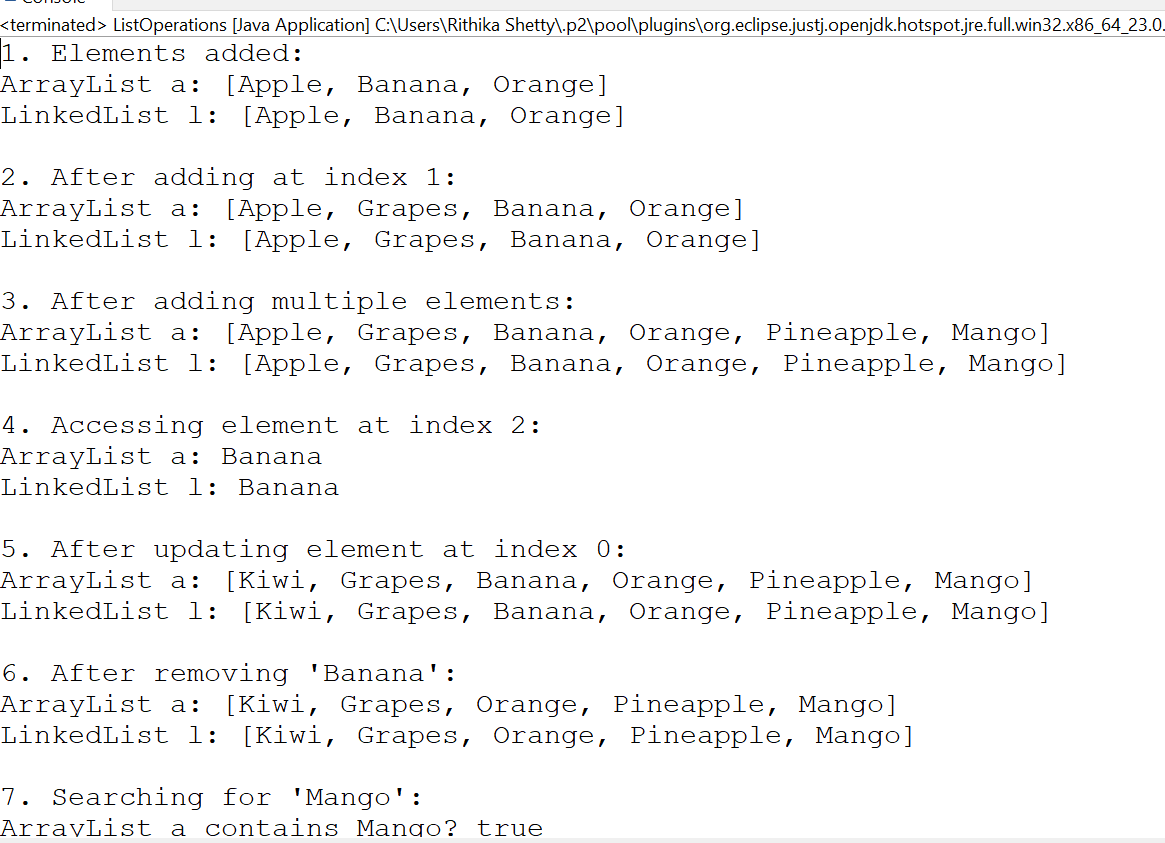 Console
<terminated> ListOperations [Java Application] C:\Users\Rithika Shetty\.p2\pool\plugins\org.eclipse.justj.openjdk.hotspot.jre.full.win32.x86_64_23.0.
1. Elements added:
ArrayList a: [Apple, Banana, Orange]
LinkedList l: [Apple, Banana, Orange]
2. After adding at index 1:
ArrayList a: [Apple, Grapes, Banana, Orange]
LinkedList l: [Apple, Grapes, Banana, Orange]
3. After adding multiple elements:
ArrayList a: [Apple, Grapes, Banana, Orange, Pineapple, Mango]
LinkedList l: [Apple, Grapes, Banana, Orange, Pineapple, Mango]
4. Accessing element at index 2:
ArrayList a: Banana
LinkedList l: Banana
5. After updating element at index 0:
ArrayList a: [Kiwi, Grapes, Banana, Orange, Pineapple, Mango]
LinkedList l: [Kiwi, Grapes, Banana, Orange, Pineapple, Mango]
6. After removing 'Banana':
ArrayList a: [Kiwi, Grapes, Orange, Pineapple, Mango]
LinkedList l: [Kiwi, Grapes, Orange, Pineapple, Mango]
7. Searching for 'Mango':
ArrayList a contains Mango? true